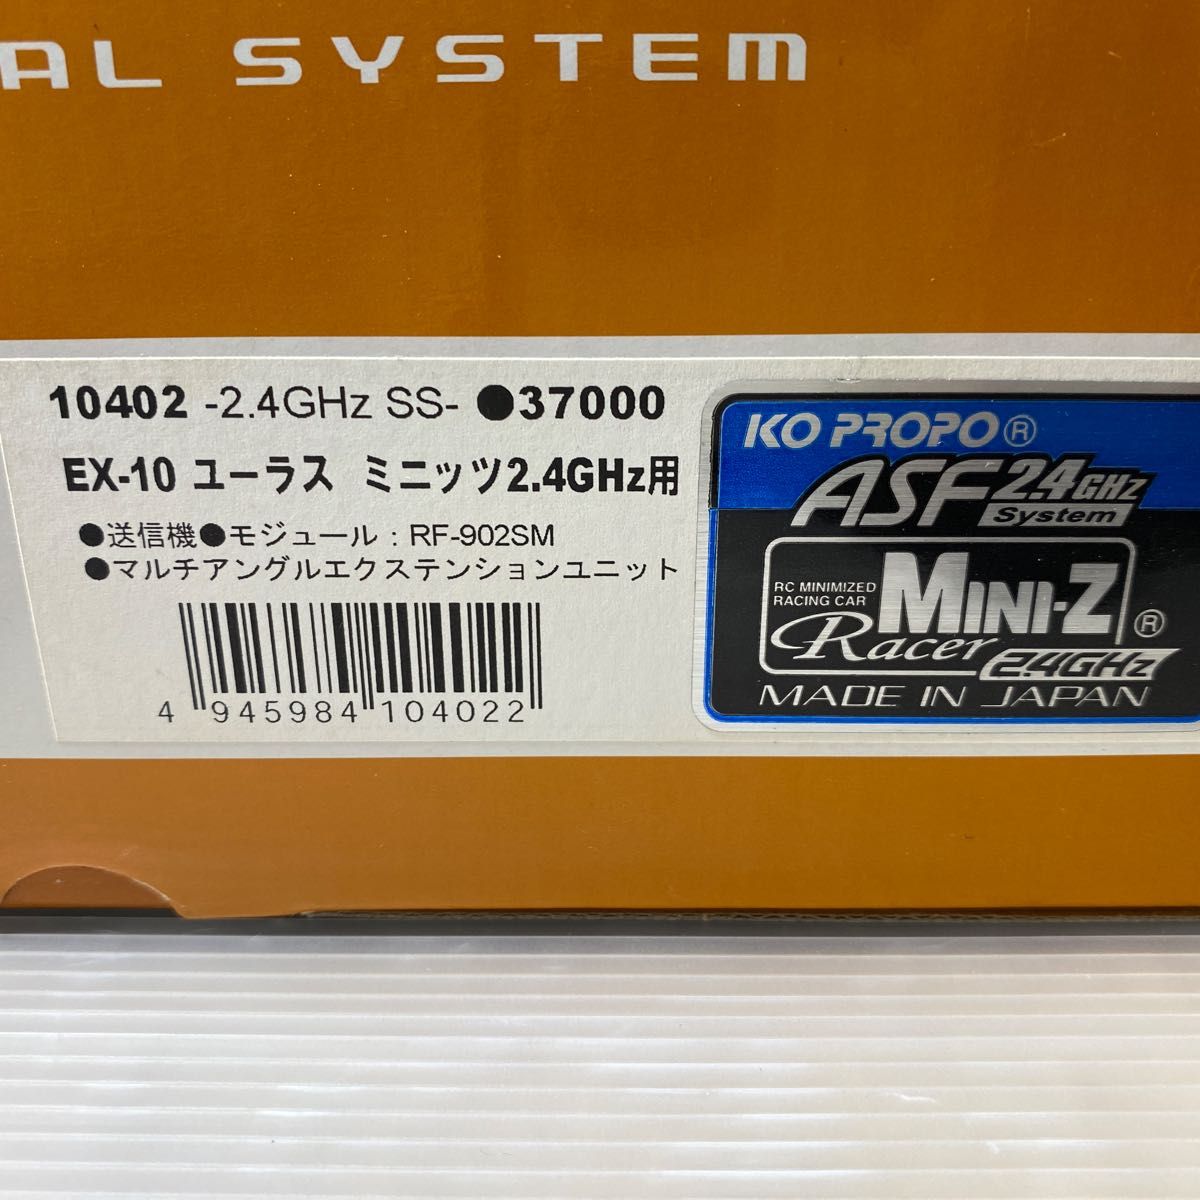 AL SYSTEM
10402 -2.4GHz SS- ●37000
EX-10 ユーラス ミニッツ2.4GHz用
●送信機●モジュール：RF-902SM
●マルチアングルエクステンションユニット
4 945984 104022
KO PROPO®
ASF 2.4GHz
System
RC MINIMIZED
RACING CAR
MINI-Z
Racer ®
2.4GHz
MADE IN JAPAN